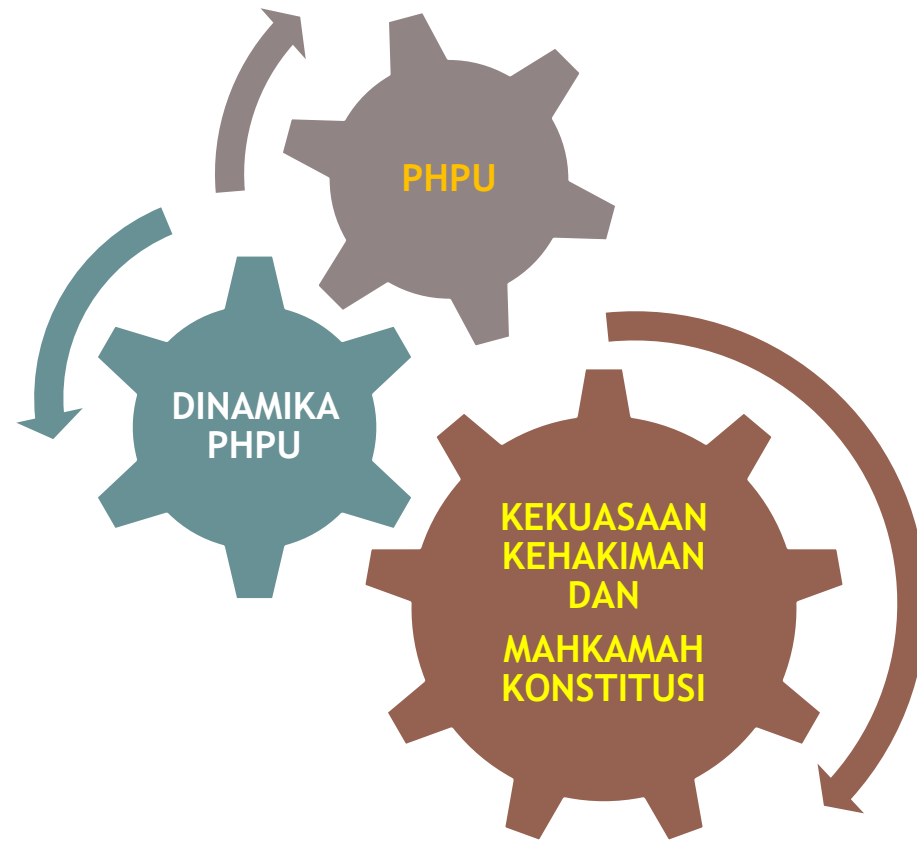 PHPU
DINAMIKA
PHPU
KEKUASAAN
KEHAKIMAN
DAN
MAHKAMAH
KONSTITUSI